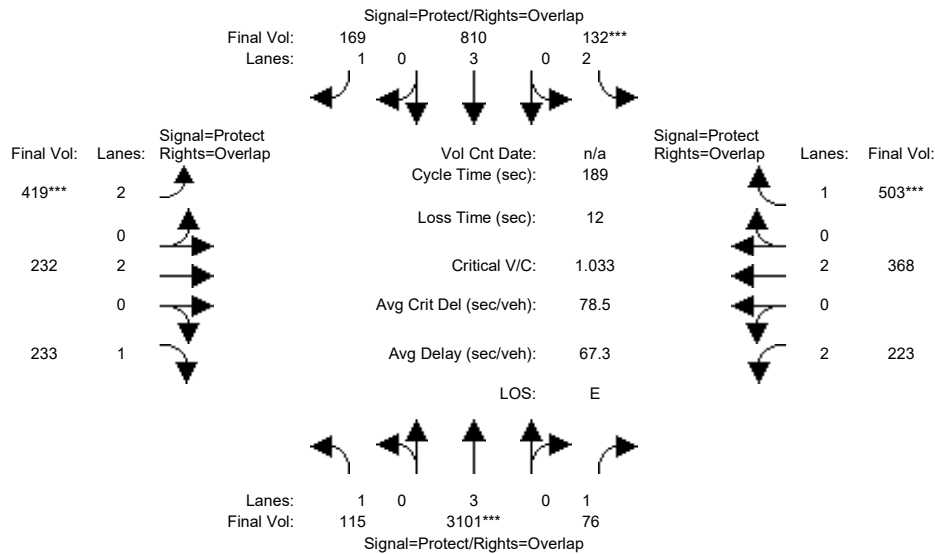 Signal=Protect/Rights=Overlap
Final Vol: 169 810 132***
Lanes: 1 0 3 0 2
Signal=Protect
Final Vol: Lanes: Rights=Overlap
Vol Cnt Date: n/a
Signal=Protect
Rights=Overlap Lanes: Final Vol:
Cycle Time (sec): 189
419*** 2
1 503***
Loss Time (sec): 12
0
0
232 2
Critical V/C: 1.033
2 368
0
Avg Crit Del (sec/veh): 78.5
0
233 1
Avg Delay (sec/veh): 67.3
2 223
LOS: E
Lanes: 1 0 3 0 1
Final Vol: 115 3101*** 76
Signal=Protect/Rights=Overlap